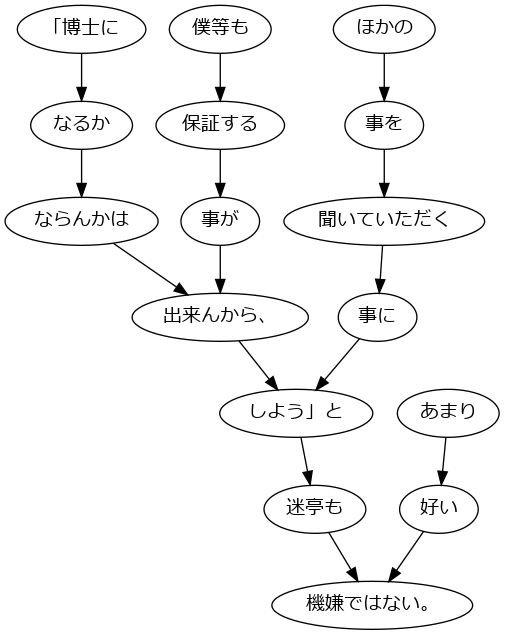 「博士に
僕等も
ほかの
なるか
保証する
事を
ならんかは
事が
聞いていただく
出来んから、
事に
しよう」と
あまり
迷亭も
好い
機嫌ではない。